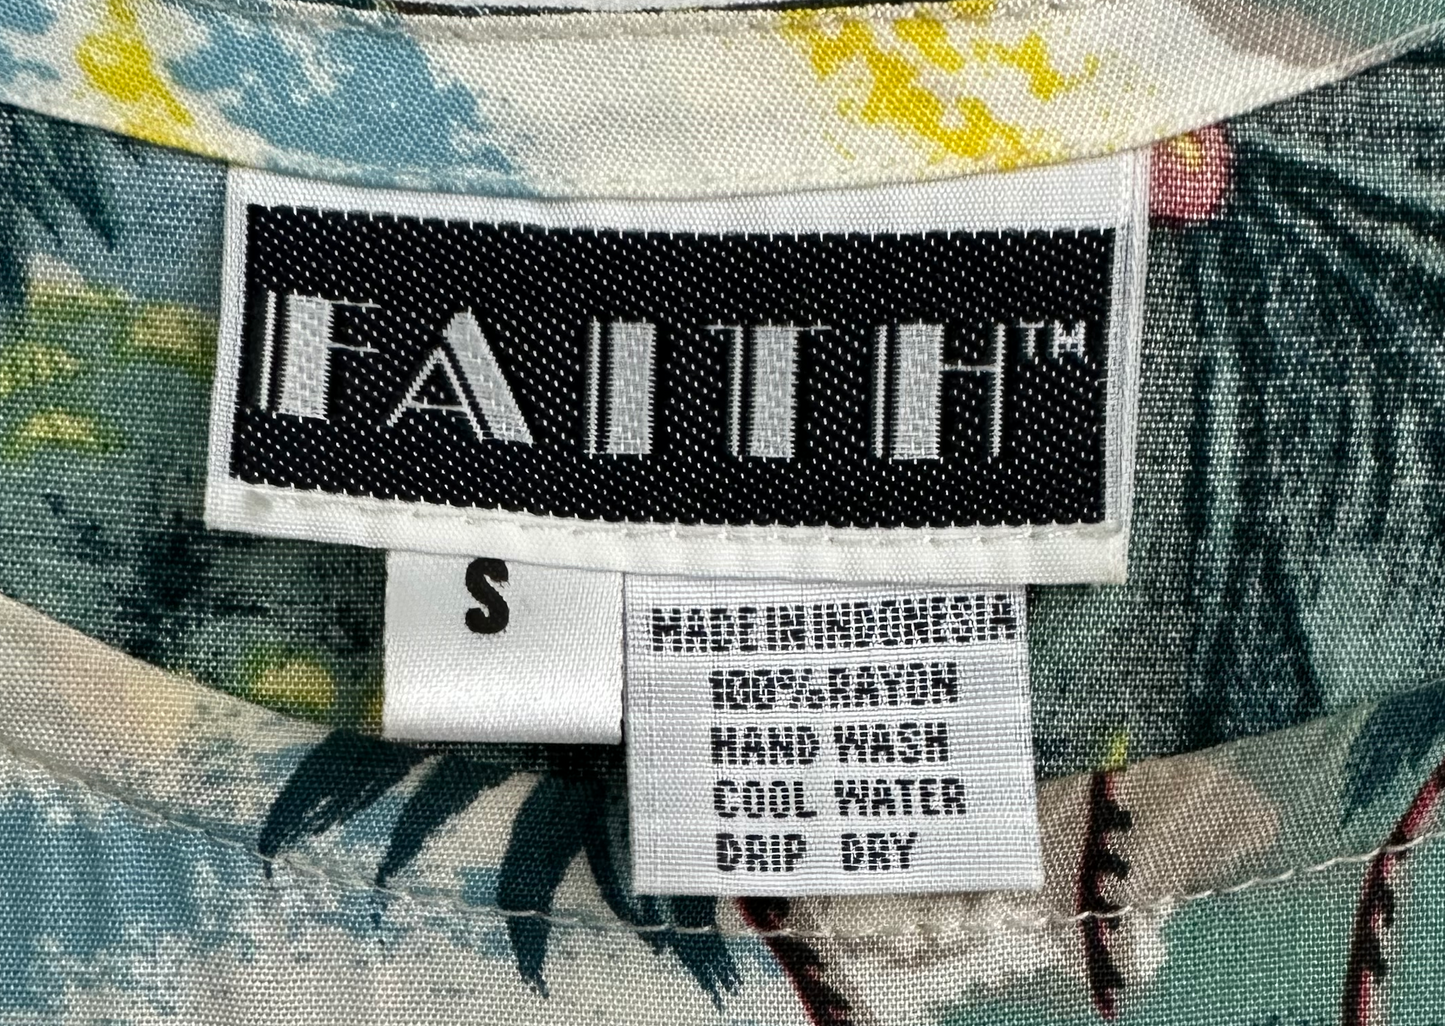 FAITH™
S
MADE IN INDONESIA
100% RAYON
HAND WASH
COOL WATER
DRIP DRY